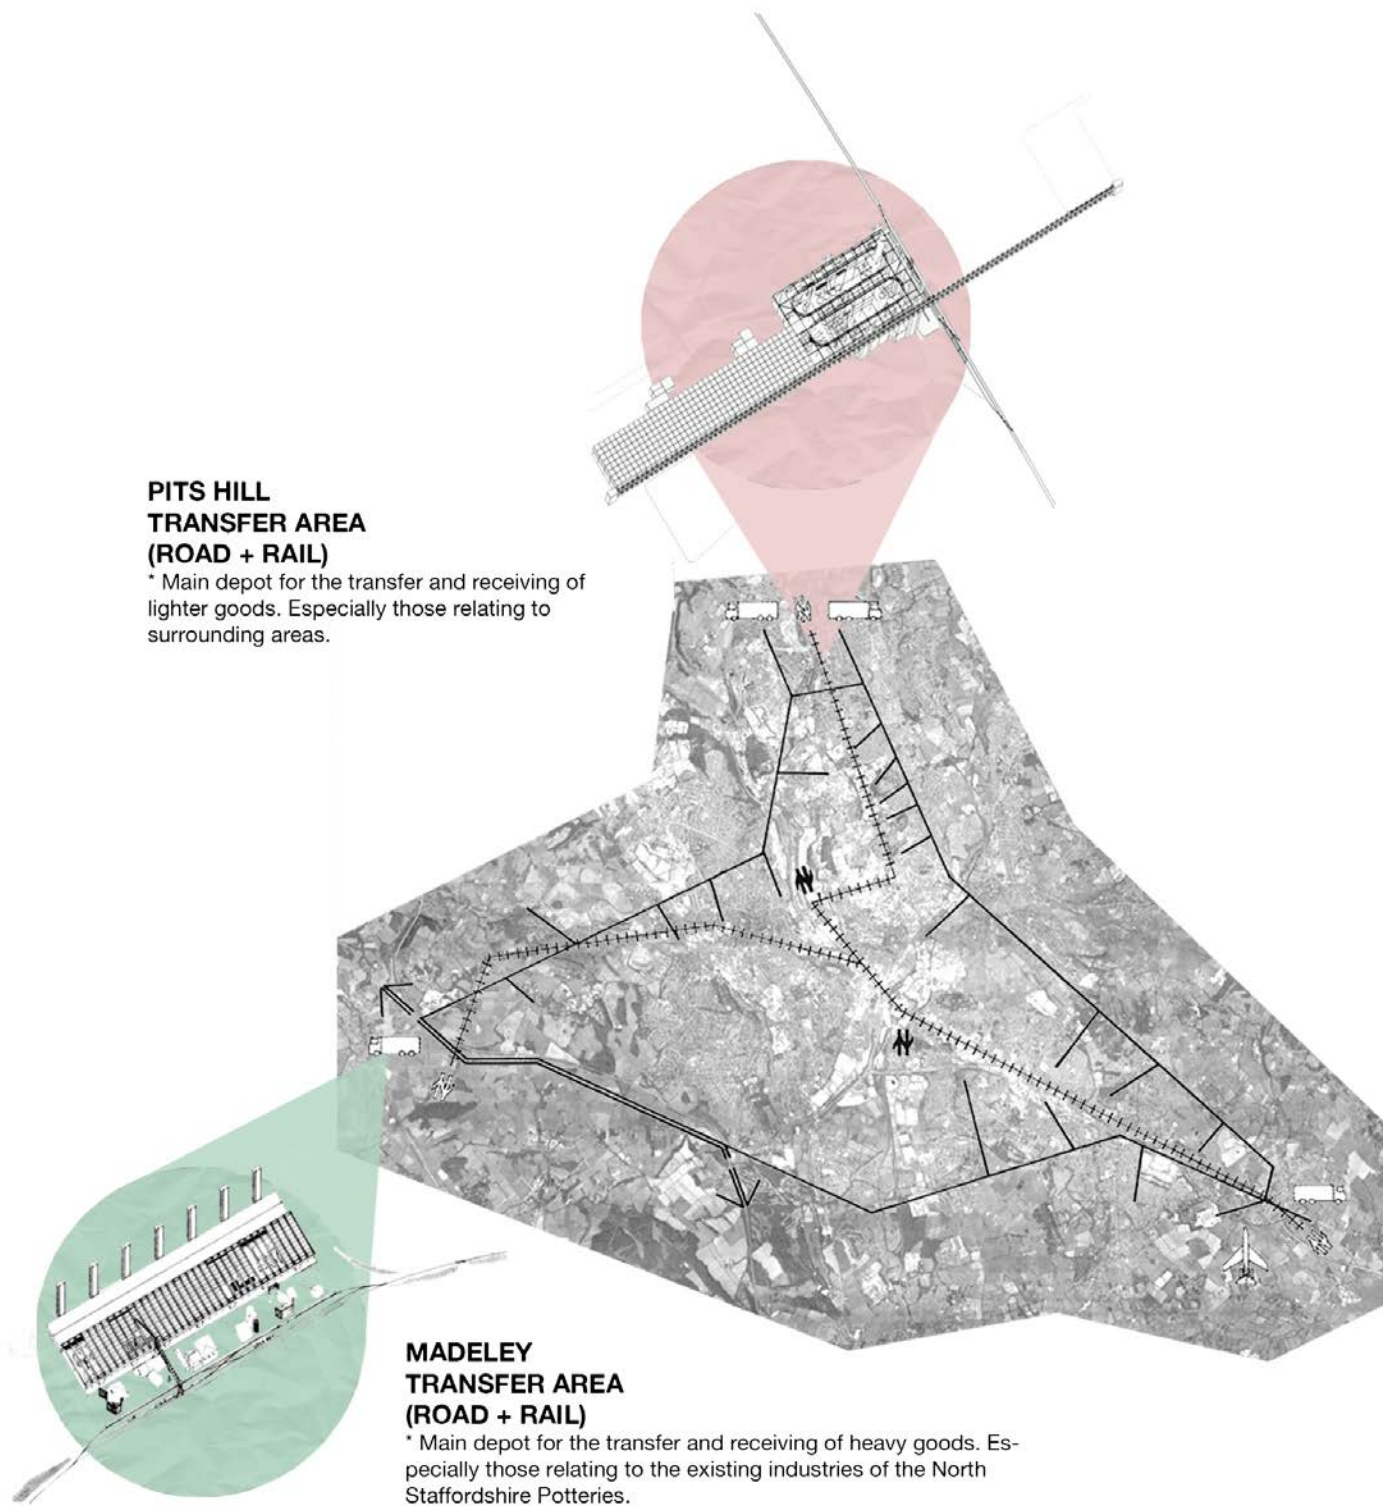 PITS HILL
TRANSFER AREA
(ROAD + RAIL)
* Main depot for the transfer and receiving of
lighter goods. Especially those relating to
surrounding areas.
MADELEY
TRANSFER AREA
(ROAD + RAIL)
* Main depot for the transfer and receiving of heavy goods. Es-
pecially those relating to the existing industries of the North
Staffordshire Potteries.